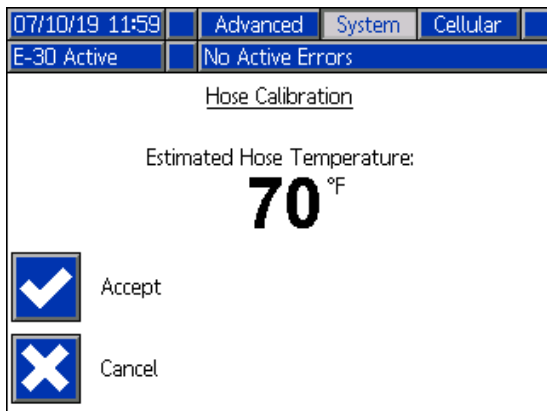 07/10/19 11:59 Advanced System Cellular
E-30 Active No Active Errors
Hose Calibration
Estimated Hose Temperature:
70 °F
Accept
Cancel